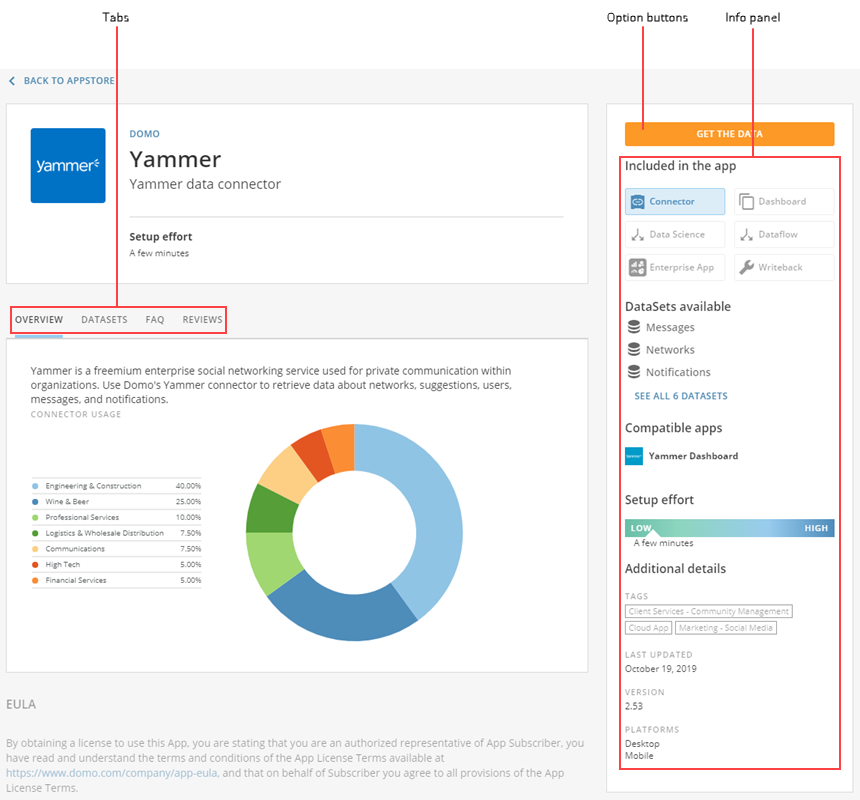 Tabs
Option buttons
Info panel
BACK TO APPSTORE
yammer
DOMO
Yammer
Yammer data connector
Setup effort
A few minutes
OVERVIEW DATASETS FAQ REVIEWS
Yammer is a freemium enterprise social networking service used for private communication within
organizations. Use Domo's Yammer connector to retrieve data about networks, suggestions, users,
messages, and notifications.
CONNECTOR USAGE
Engineering & Construction 40.00%
Wine & Beer 25.00%
Professional Services 10.00%
Logistics & Wholesale Distribution 7.50%
Communications 7.50%
High Tech 5.00%
Financial Services 5.00%
EULA
By obtaining a license to use this App, you are stating that you are an authorized representative of App Subscriber, you
have read and understand the terms and conditions of the App License Terms available at
https://www.domo.com/company/app-eula, and that on behalf of Subscriber you agree to all provisions of the App
License Terms.
GET THE DATA
Included in the app
Connector Dashboard
Data Science Dataflow
Enterprise App Writeback
DataSets available
Messages
Networks
Notifications
SEE ALL 6 DATASETS
Compatible apps
Yammer Dashboard
Setup effort
LOW HIGH
A few minutes
Additional details
TAGS
Client Services - Community Management
Cloud App Marketing - Social Media
LAST UPDATED
October 19, 2019
VERSION
2.53
PLATFORMS
Desktop
Mobile